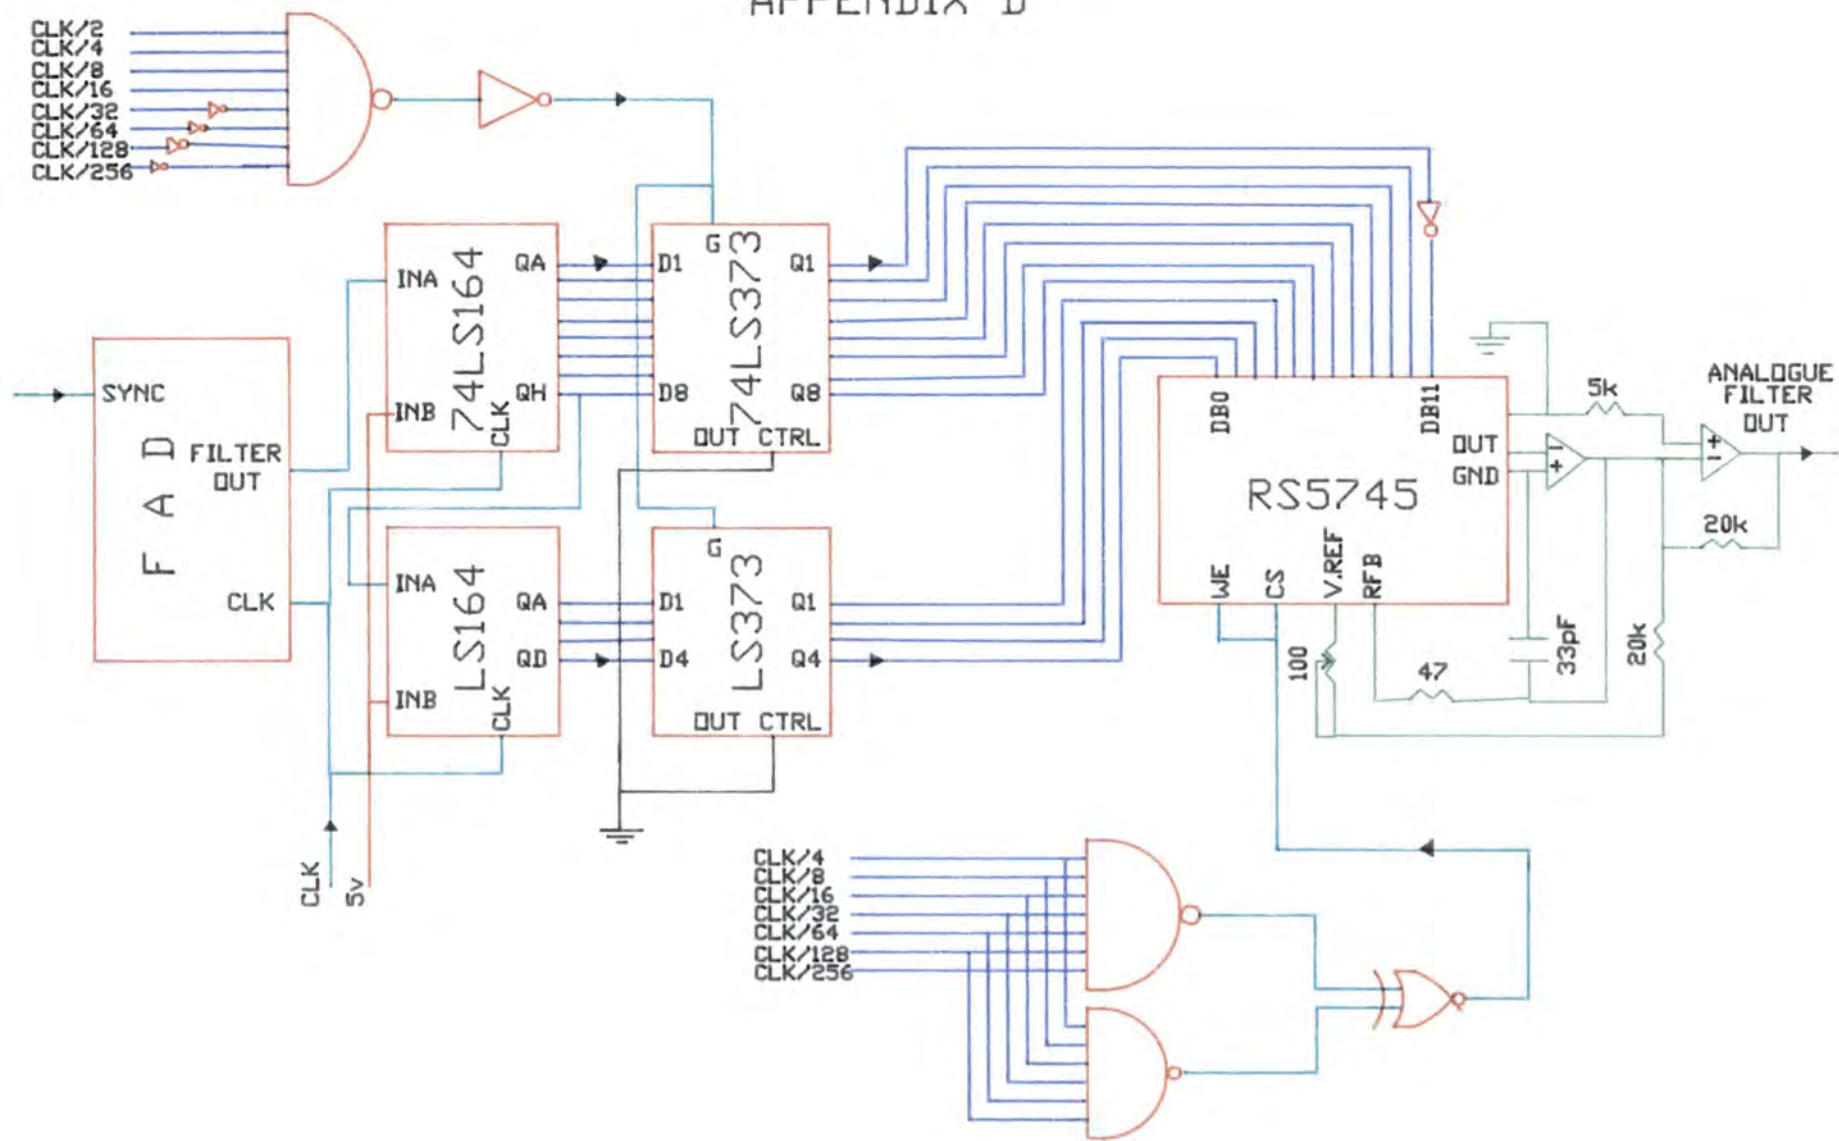 APPENDIX D
CLK/2
CLK/4
CLK/8
CLK/16
CLK/32
CLK/64
CLK/128
CLK/256
SYNC
FAD
FILTER
OUT
CLK
INA
INB
74LS164
QA
QH
CLK
G
D1
D8
74LS373
Q1
Q8
OUT CTRL
INA
INB
LS164
QA
QD
CLK
G
D1
D4
LS373
Q1
Q4
OUT CTRL
CLK
5v
DB0
DB11
RS5745
OUT
GND
WE
CS
V.REF
RFB
100
47
33pF
20k
20k
5k
ANALOGUE
FILTER
OUT
CLK/4
CLK/8
CLK/16
CLK/32
CLK/64
CLK/128
CLK/256